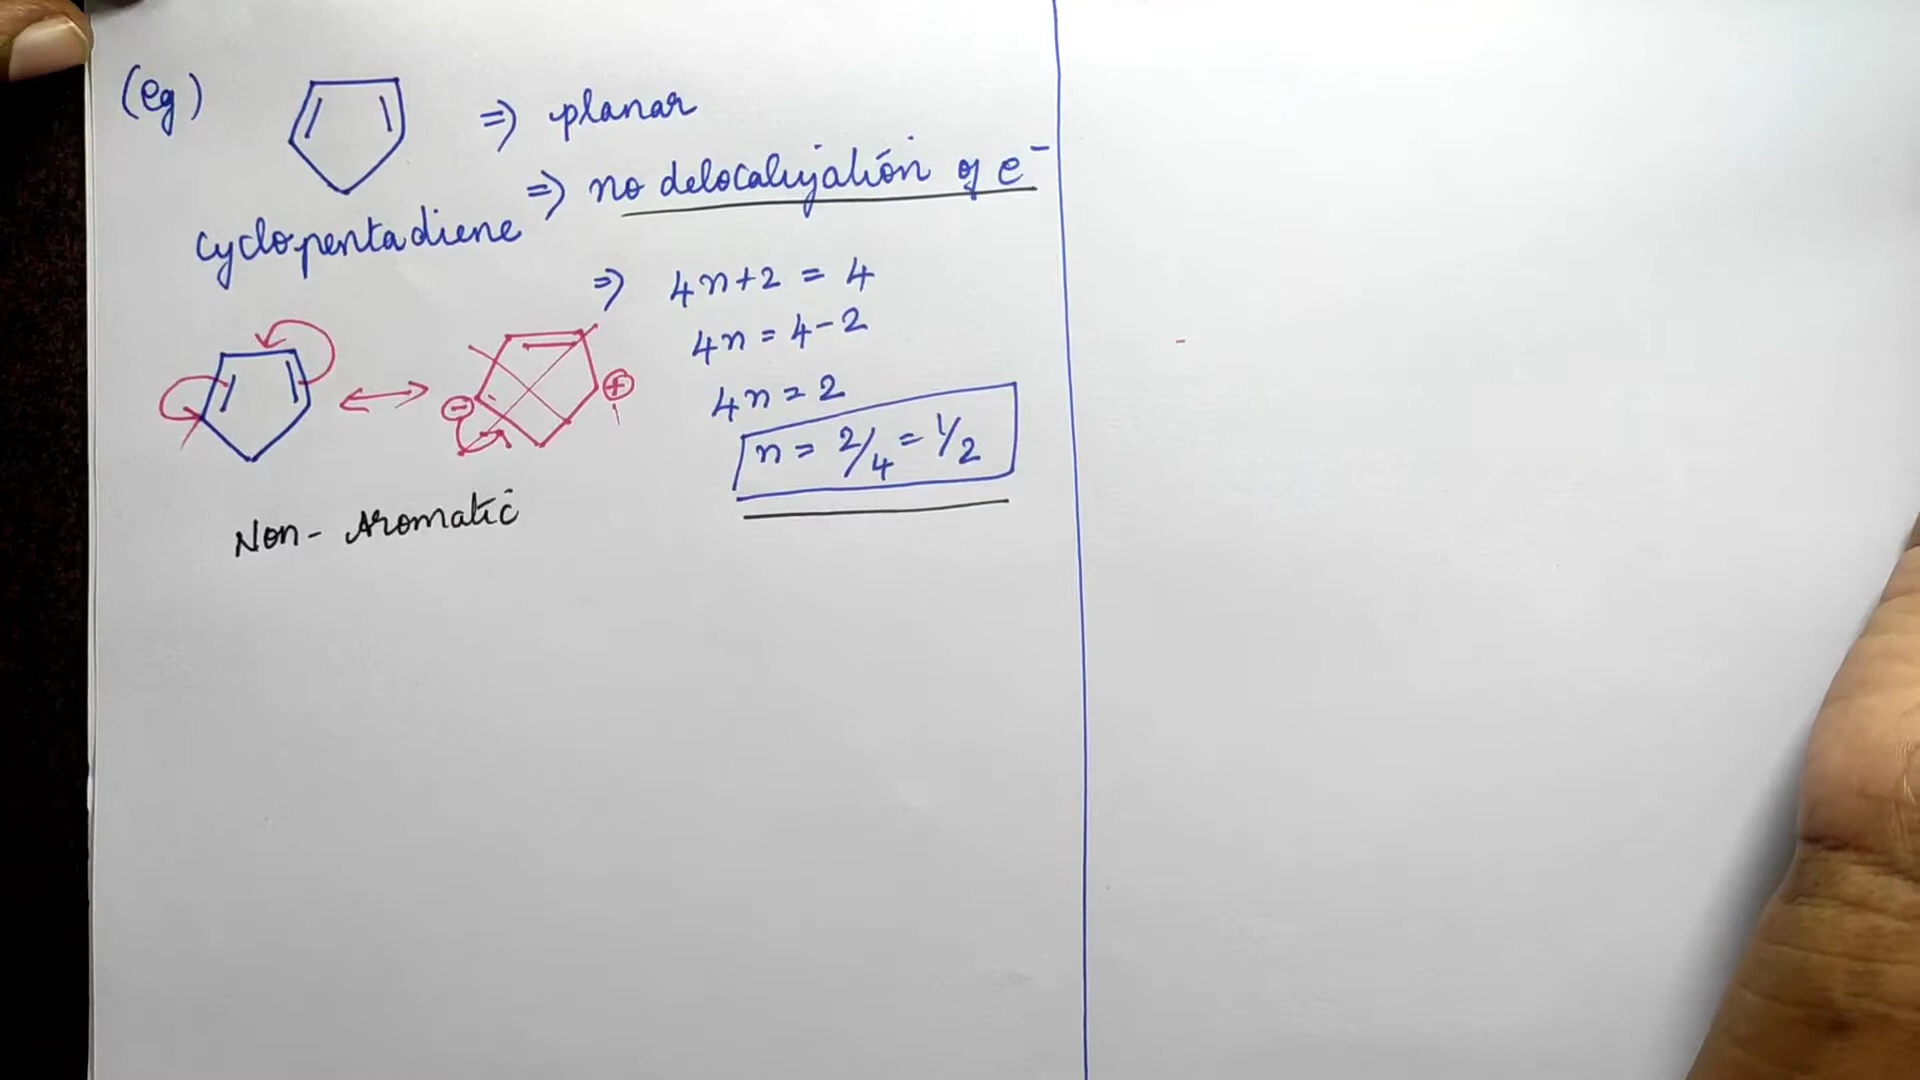 (eg)
⇒ planar
⇒ no delocalization of e⁻
cyclopentadiene
⇒ 4n+2 = 4
4n = 4-2
4n = 2
n = 2/4 = 1/2
- +
Non-Aromatic